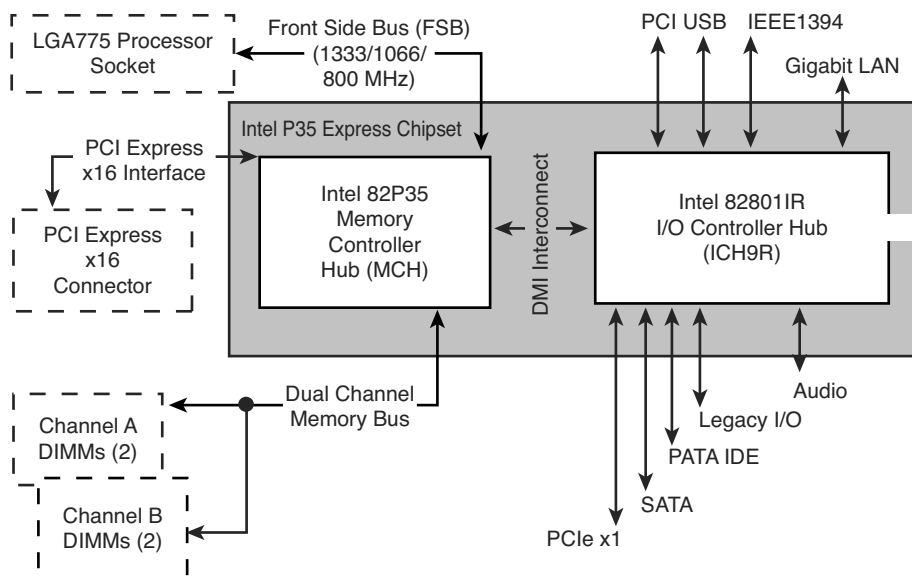 LGA775 Processor
Socket
Front Side Bus (FSB)
(1333/1066/
800 MHz)
PCI USB
IEEE1394
Gigabit LAN
Intel P35 Express Chipset
PCI Express
x16 Interface
PCI Express
x16
Connector
Intel 82P35
Memory
Controller
Hub (MCH)
DMI Interconnect
Intel 82801IR
I/O Controller Hub
(ICH9R)
Dual Channel
Memory Bus
Channel A
DIMMs (2)
Channel B
DIMMs (2)
Audio
Legacy I/O
PATA IDE
SATA
PCIe x1